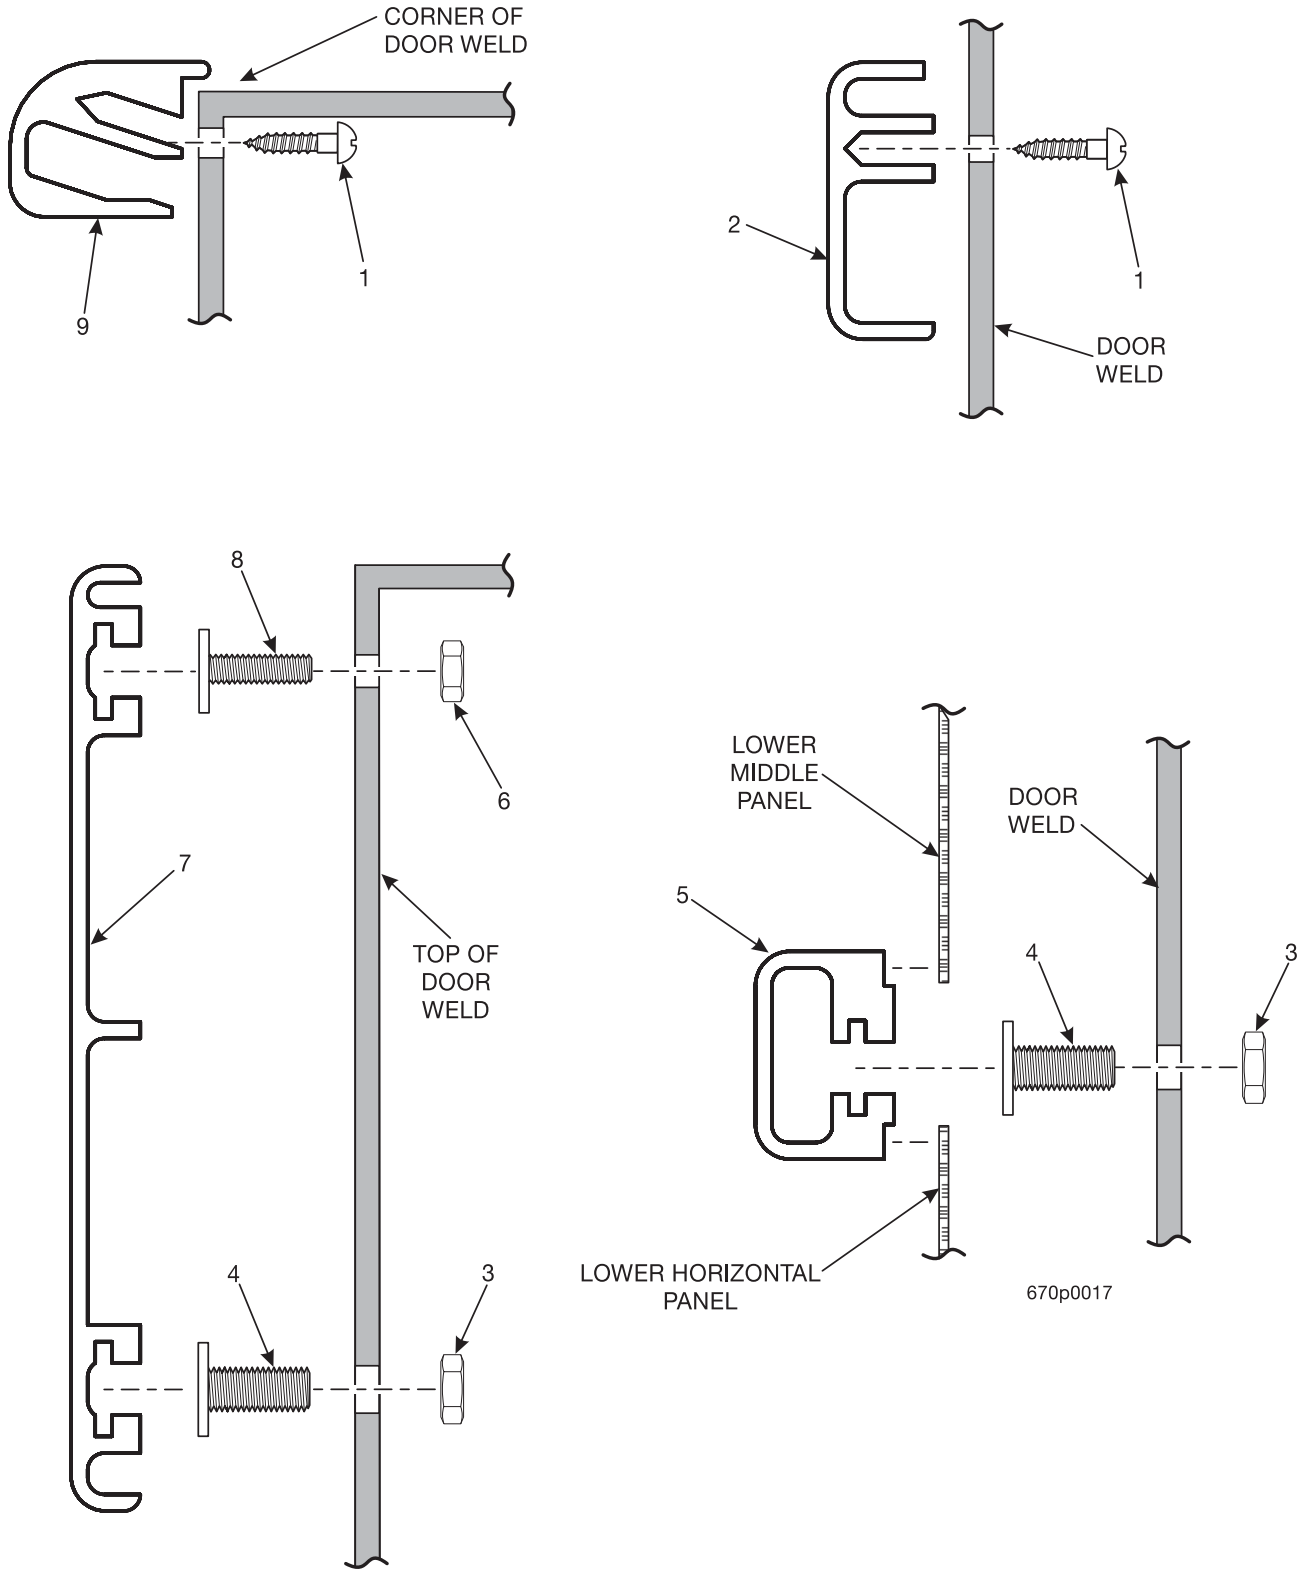 CORNER OF
DOOR WELD
1
9
2
1
DOOR
WELD
8
6
7
TOP OF
DOOR
WELD
4
3
LOWER
MIDDLE
PANEL
DOOR
WELD
5
4
3
LOWER HORIZONTAL
PANEL
670p0017